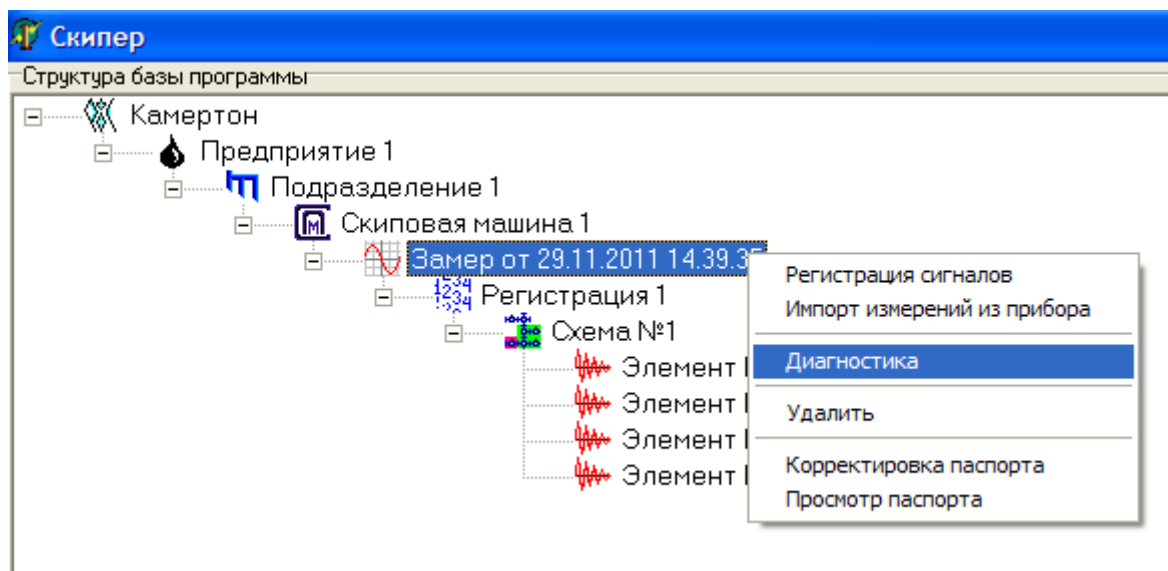 Скипер
Структура базы программы
Камертон
Предприятие 1
Подразделение 1
Скиповая машина 1
Замер от 29.11.2011 14.39.35
Регистрация 1
Схема №1
Элемент
Элемент
Элемент
Элемент
Регистрация сигналов
Импорт измерений из прибора
Диагностика
Удалить
Корректировка паспорта
Просмотр паспорта